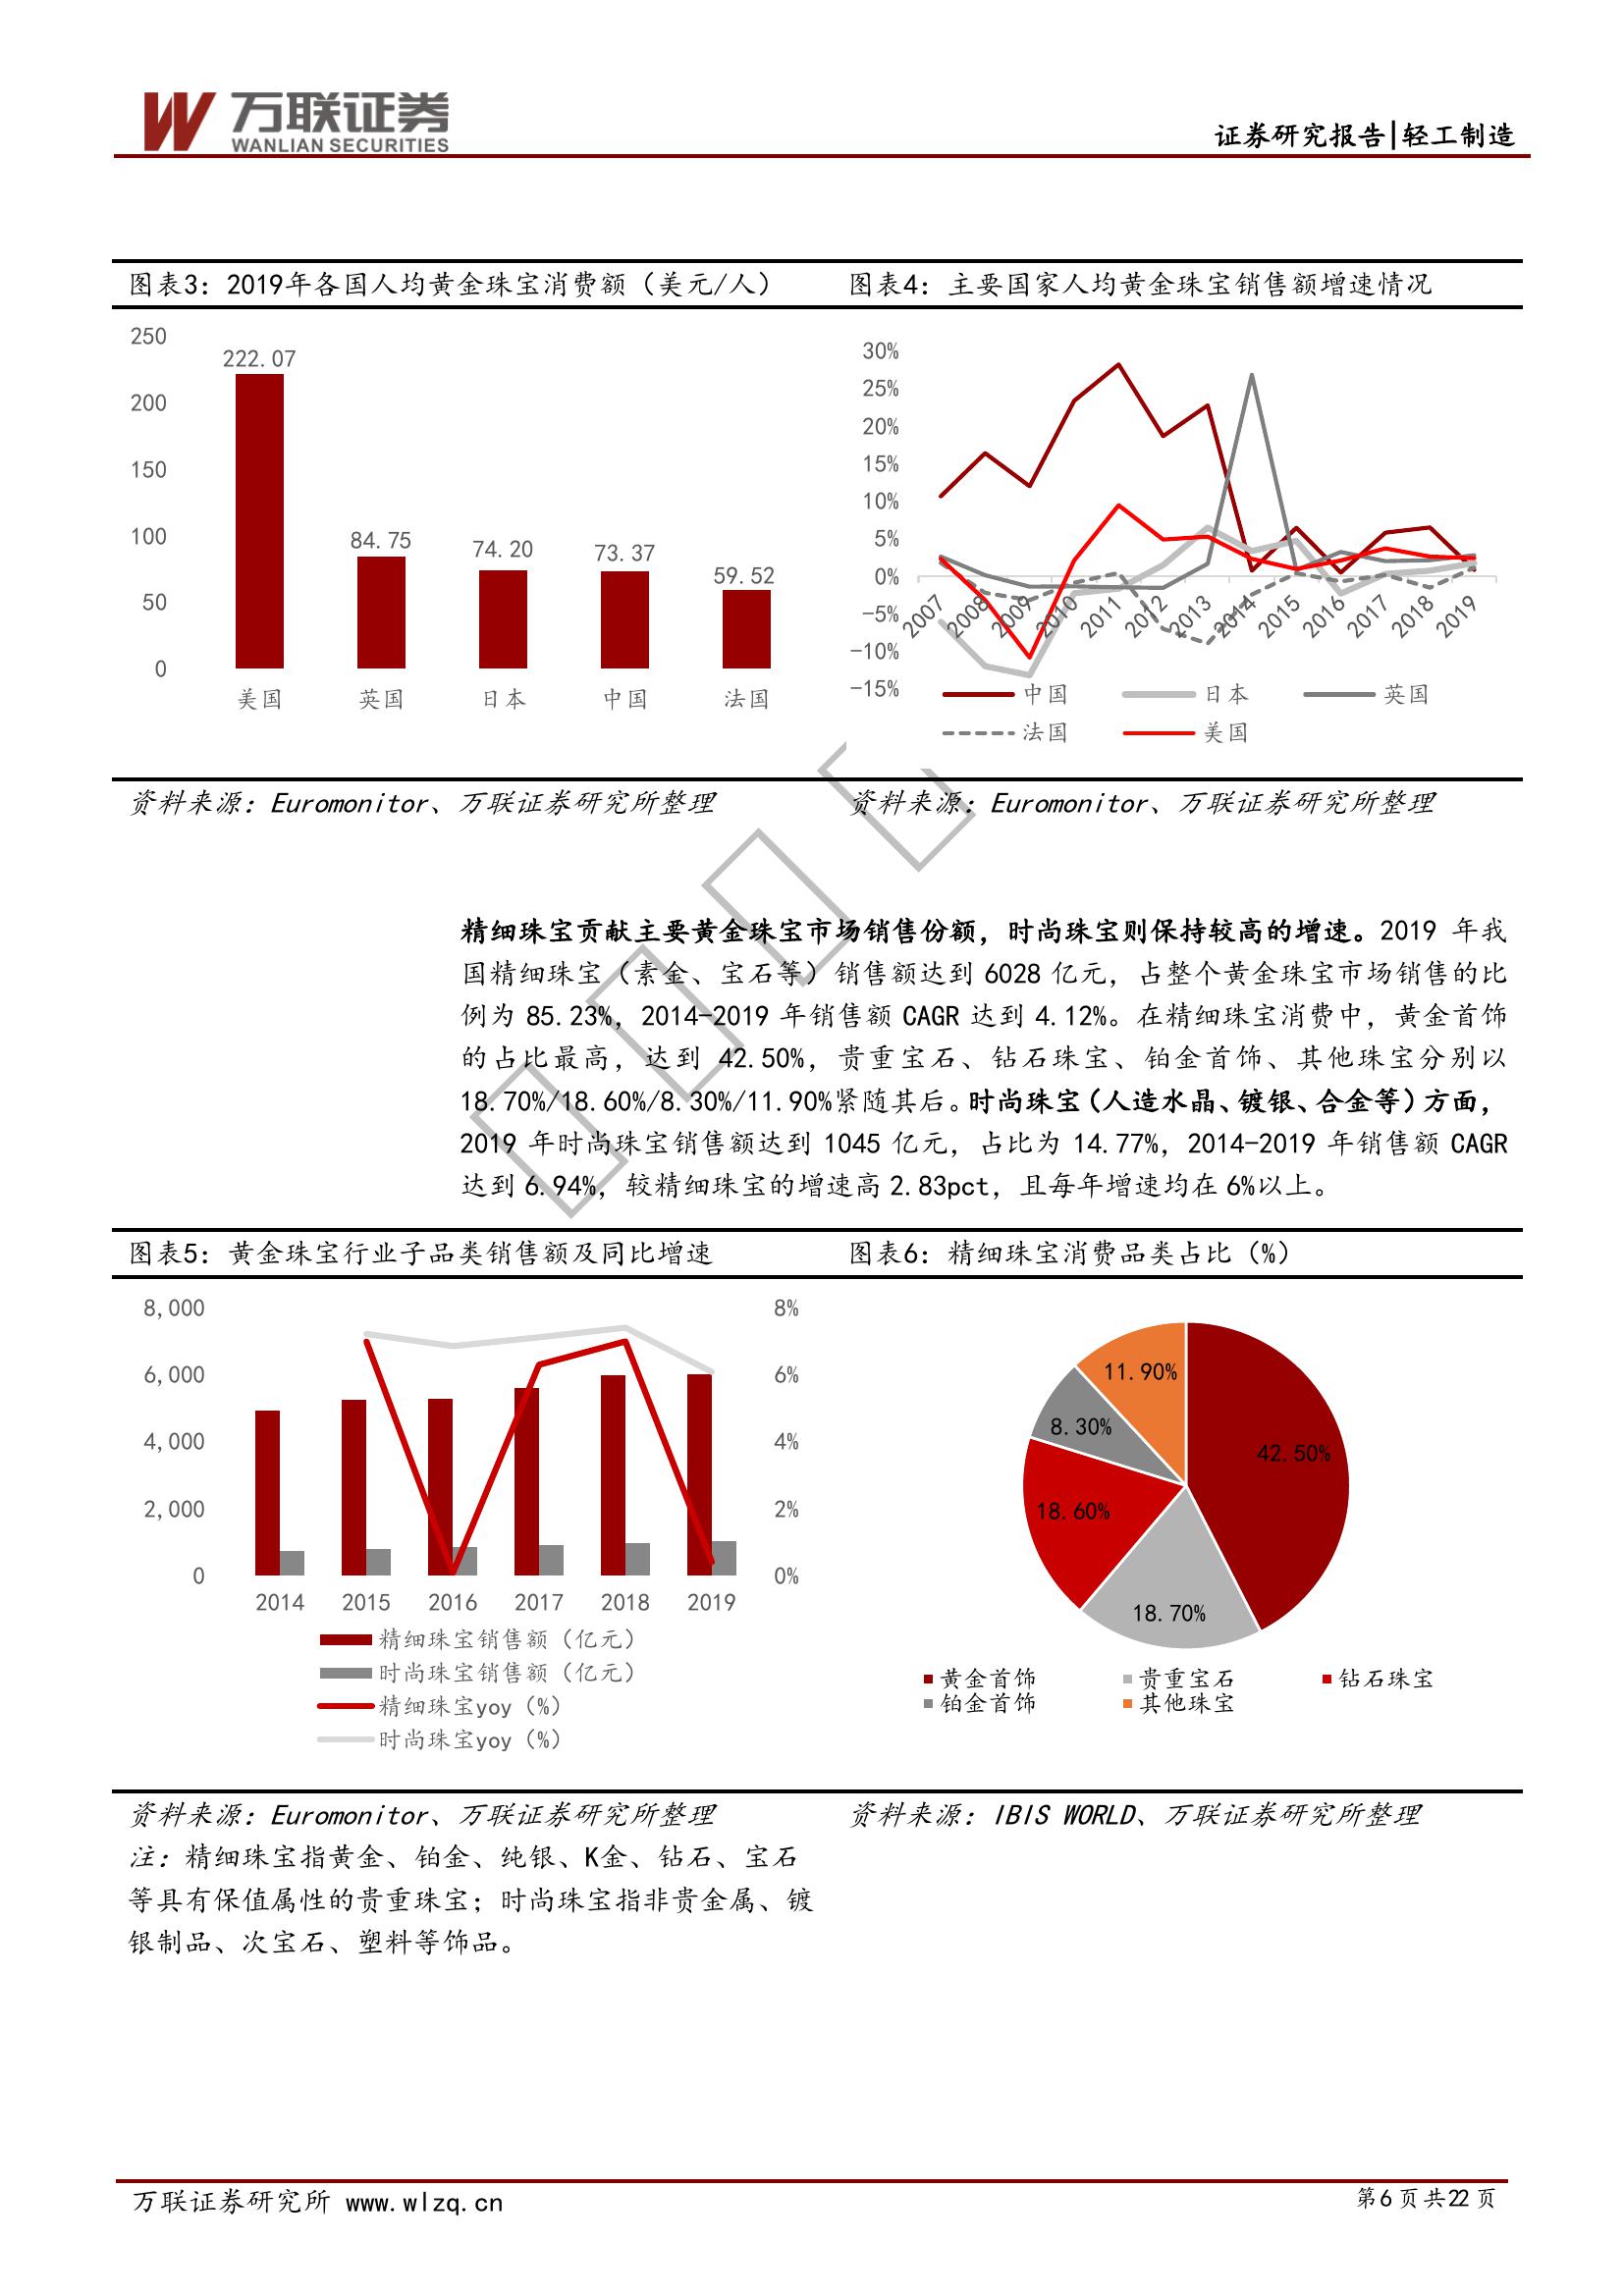 万联证券
WANLIAN SECURITIES
证券研究报告|轻工制造
图表3：2019年各国人均黄金珠宝消费额（美元/人）
250
200
150
100
50
0
222.07
84.75
74.20
73.37
59.52
美国 英国 日本 中国 法国
资料来源：Euromonitor、万联证券研究所整理
图表4：主要国家人均黄金珠宝销售额增速情况
30%
25%
20%
15%
10%
5%
0%
-5%
-10%
-15%
2007 2008 2009 2010 2011 2012 2013 2014 2015 2016 2017 2018 2019
中国 日本 英国
法国 美国
资料来源：Euromonitor、万联证券研究所整理
精细珠宝贡献主要黄金珠宝市场销售份额，时尚珠宝则保持较高的增速。2019 年我
国精细珠宝（素金、宝石等）销售额达到 6028 亿元，占整个黄金珠宝市场销售的比
例为 85.23%，2014-2019 年销售额 CAGR 达到 4.12%。在精细珠宝消费中，黄金首饰
的占比最高，达到 42.50%，贵重宝石、钻石珠宝、铂金首饰、其他珠宝分别以
18.70%/18.60%/8.30%/11.90%紧随其后。时尚珠宝（人造水晶、镀银、合金等）方面，
2019 年时尚珠宝销售额达到 1045 亿元，占比为 14.77%，2014-2019 年销售额 CAGR
达到 6.94%，较精细珠宝的增速高 2.83pct，且每年增速均在 6%以上。
图表5：黄金珠宝行业子品类销售额及同比增速
8,000
6,000
4,000
2,000
0
8%
6%
4%
2%
0%
2014 2015 2016 2017 2018 2019
精细珠宝销售额（亿元）
时尚珠宝销售额（亿元）
精细珠宝yoy（%）
时尚珠宝yoy（%）
资料来源：Euromonitor、万联证券研究所整理
注：精细珠宝指黄金、铂金、纯银、K金、钻石、宝石
等具有保值属性的贵重珠宝；时尚珠宝指非贵金属、镀
银制品、次宝石、塑料等饰品。
图表6：精细珠宝消费品类占比（%）
11.90%
8.30%
42.50%
18.60%
18.70%
黄金首饰 贵重宝石 钻石珠宝
铂金首饰 其他珠宝
资料来源：IBIS WORLD、万联证券研究所整理
万联证券研究所 www.wlzq.cn
第6页共22页